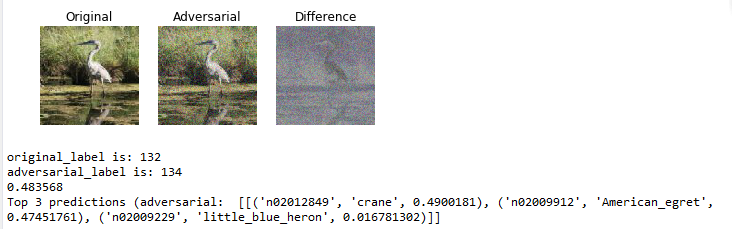 Original Adversarial Difference
original_label is: 132
adversarial_label is: 134
0.483568
Top 3 predictions (adversarial:  [[('n02012849', 'crane', 0.4900181), ('n02009912', 'American_egret',
0.47451761), ('n02009229', 'little_blue_heron', 0.016781302)]]